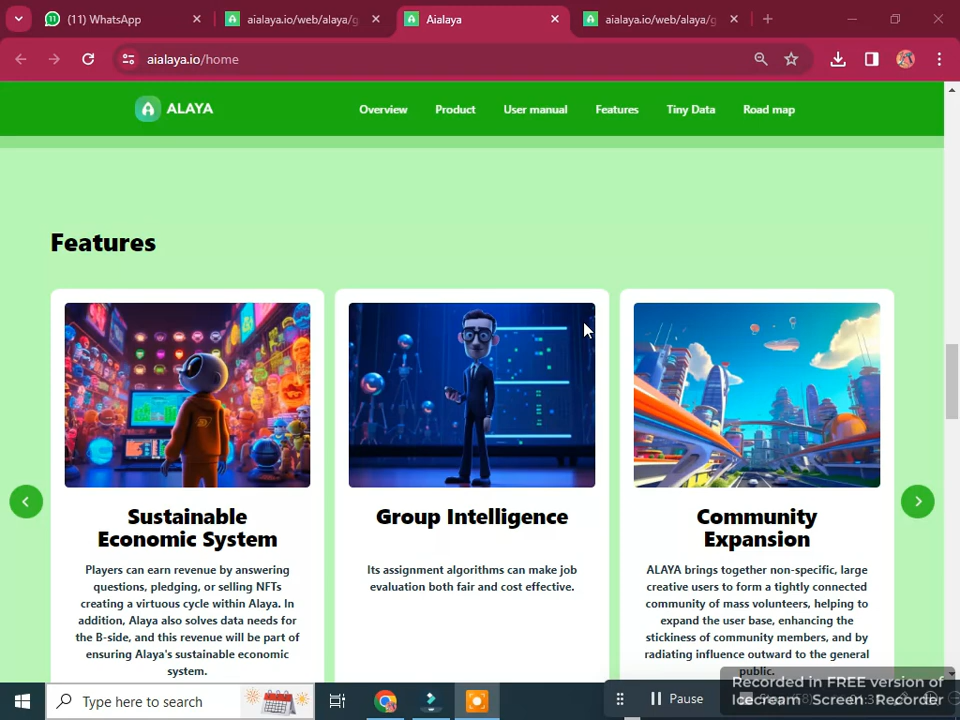 (11) WhatsApp
aialaya.io/web/alaya/g
Aialaya
aialaya.io/web/alaya/g
aialaya.io/home
ALAYA
Overview
Product
User manual
Features
Tiny Data
Road map
Features
Sustainable
Economic System
Players can earn revenue by answering
questions, pledging, or selling NFTs
creating a virtuous cycle within Alaya. In
addition, Alaya also solves data needs for
the B-side, and this revenue will be part of
ensuring Alaya's sustainable economic
system.
Group Intelligence
Its assignment algorithms can make job
evaluation both fair and cost effective.
Community
Expansion
ALAYA brings together non-specific, large
creative users to form a tightly connected
community of mass volunteers, helping to
expand the user base, enhancing the
stickiness of community members, and by
radiating influence outward to the general
public.
Type here to search
Pause
Recorded in FREE version of
Icecream Screen Recorder